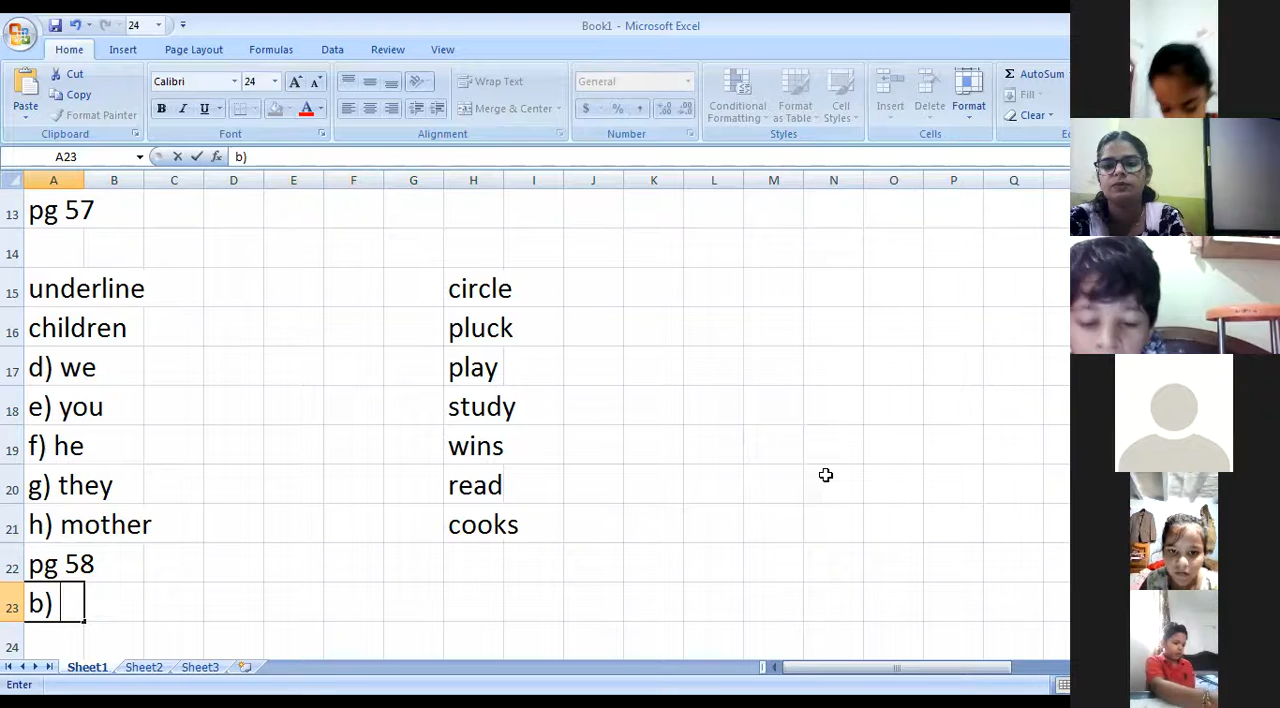 24
Book1 - Microsoft Excel
Home Insert Page Layout Formulas Data Review View
Cut
Copy
Format Painter
Paste
Clipboard
Calibri 24 A A
B I U A
Font
Wrap Text
Merge & Center
Alignment
General
$ % ,
Number
Conditional Formatting
Format as Table
Cell Styles
Styles
Insert Delete Format
Cells
Σ AutoSum
Fill
Clear
A23 fx b)
A B C D E F G H I J K L M N O P Q
13 pg 57
14
15 underline circle
16 children pluck
17 d) we play
18 e) you study
19 f) he wins
20 g) they read
21 h) mother cooks
22 pg 58
23 b)
24
Sheet1 Sheet2 Sheet3
Enter